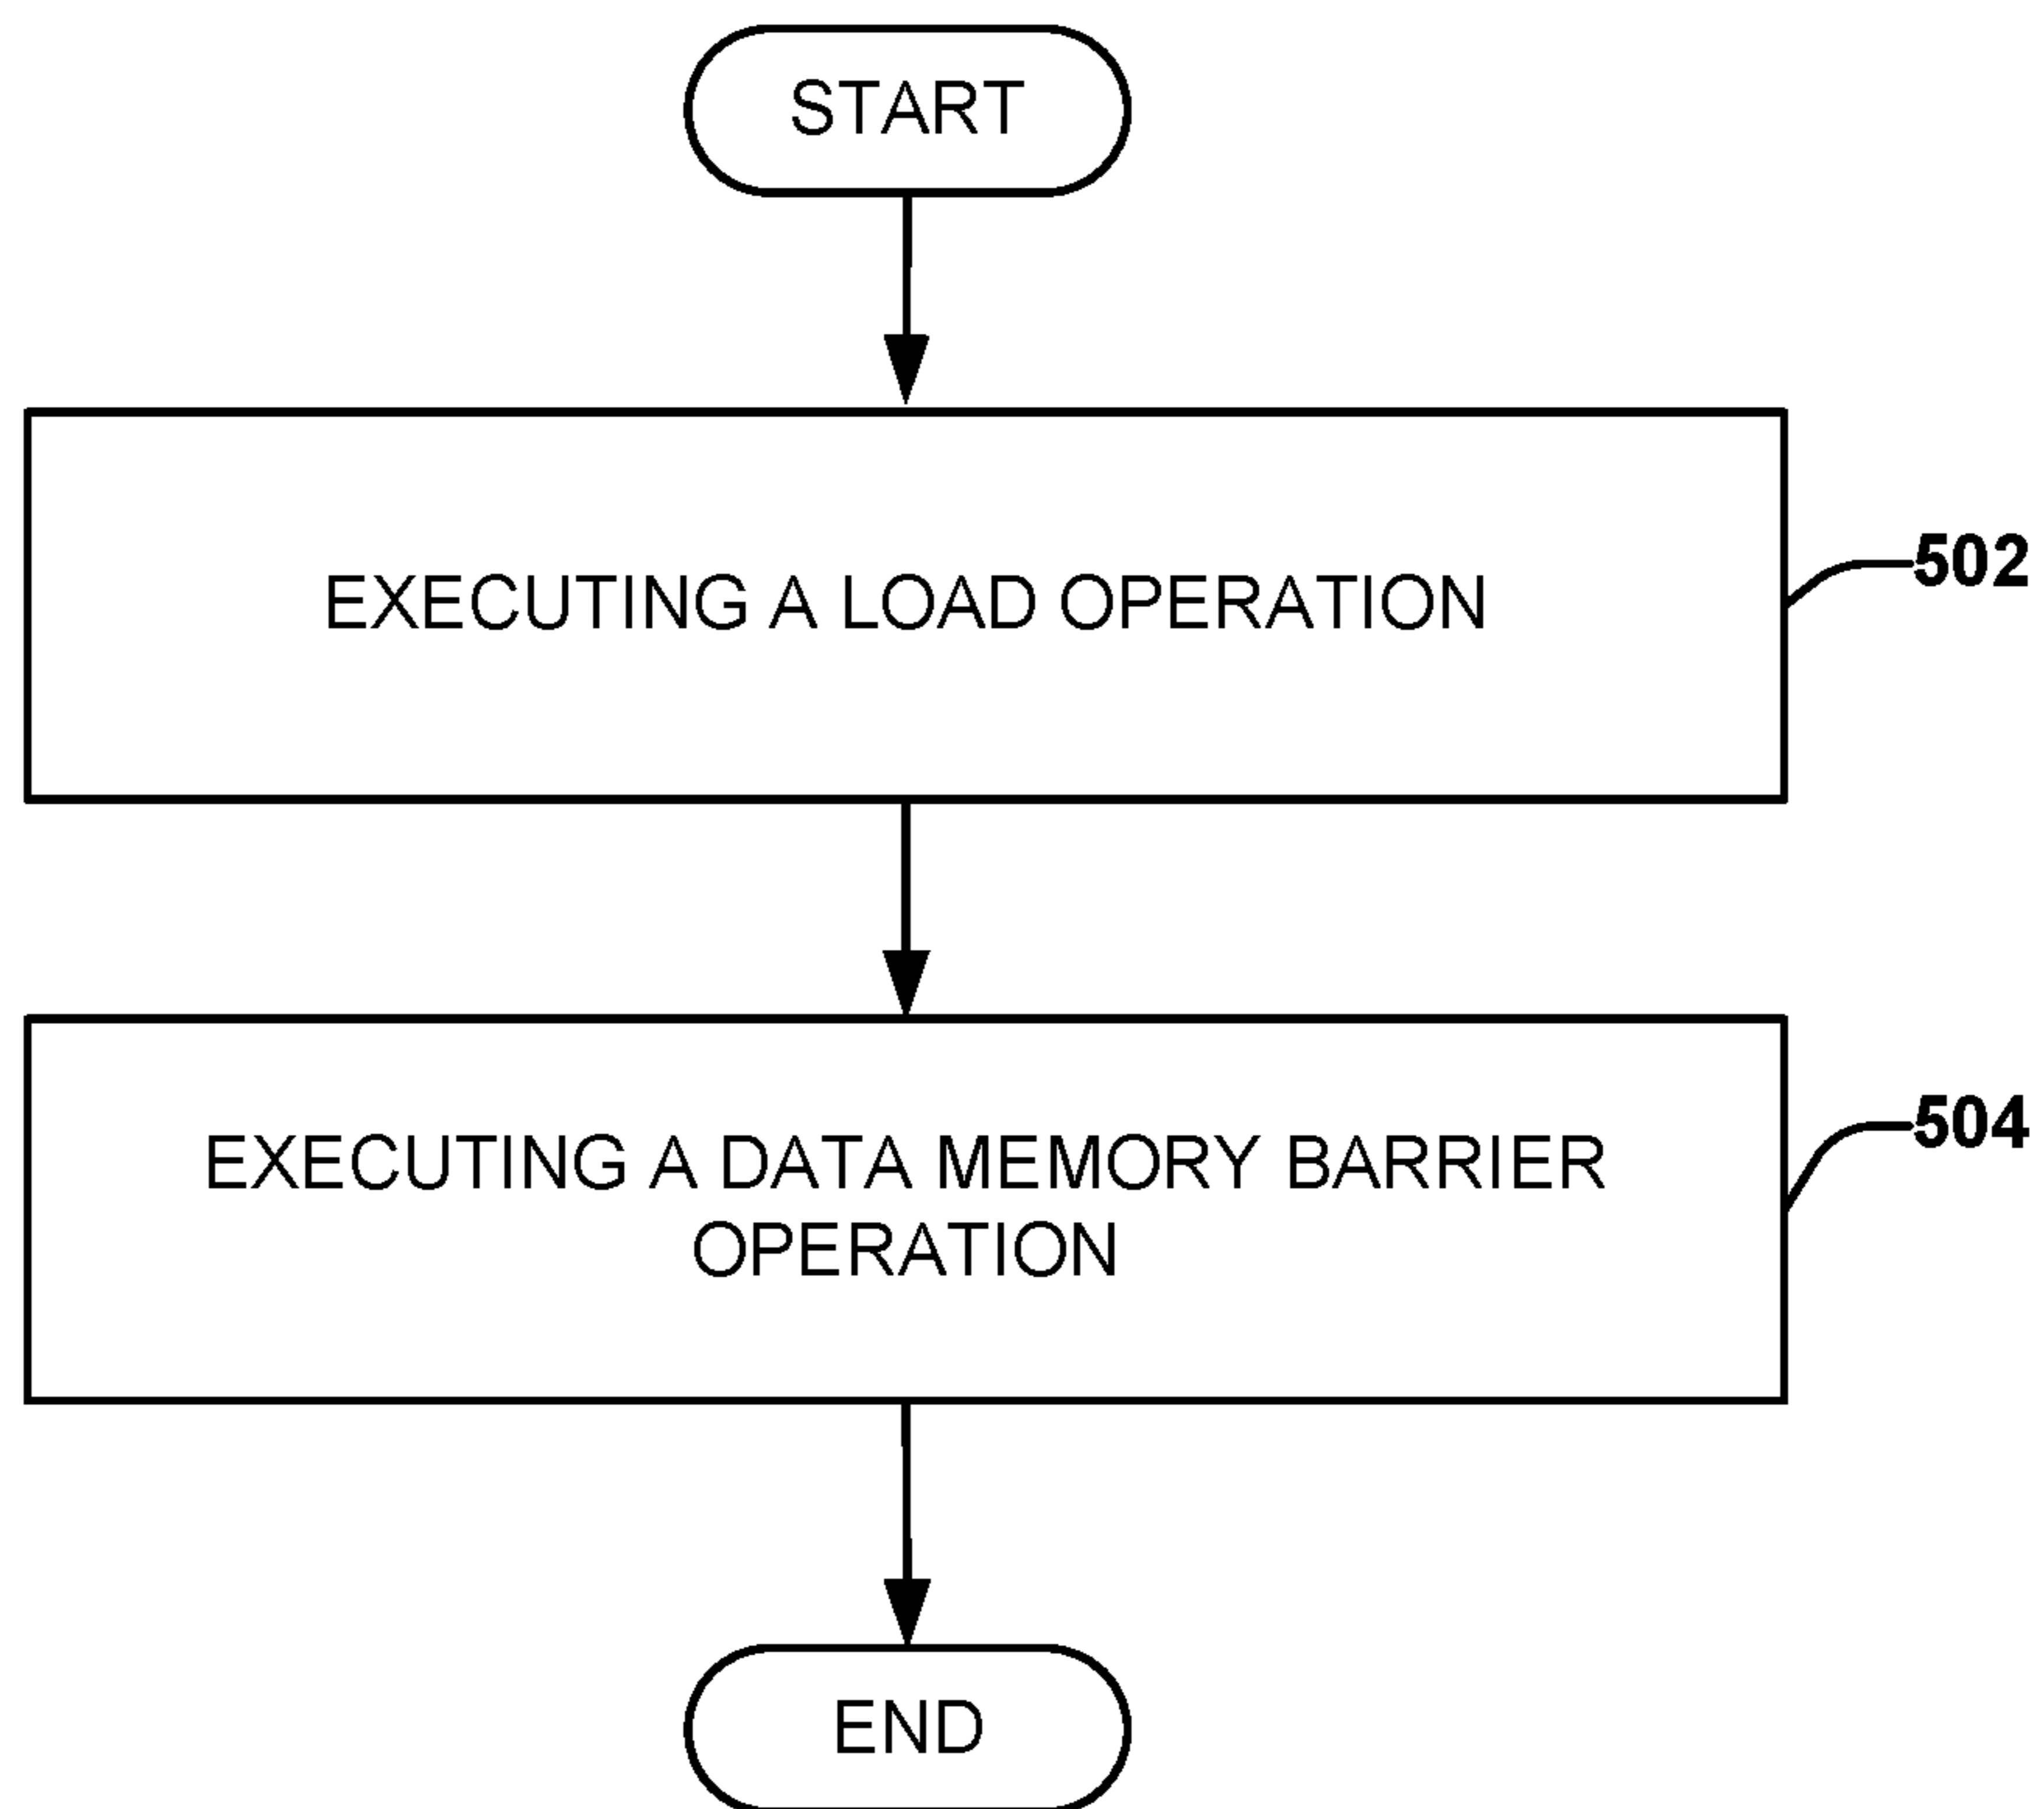 START
EXECUTING A LOAD OPERATION
502
EXECUTING A DATA MEMORY BARRIER
OPERATION
504
END